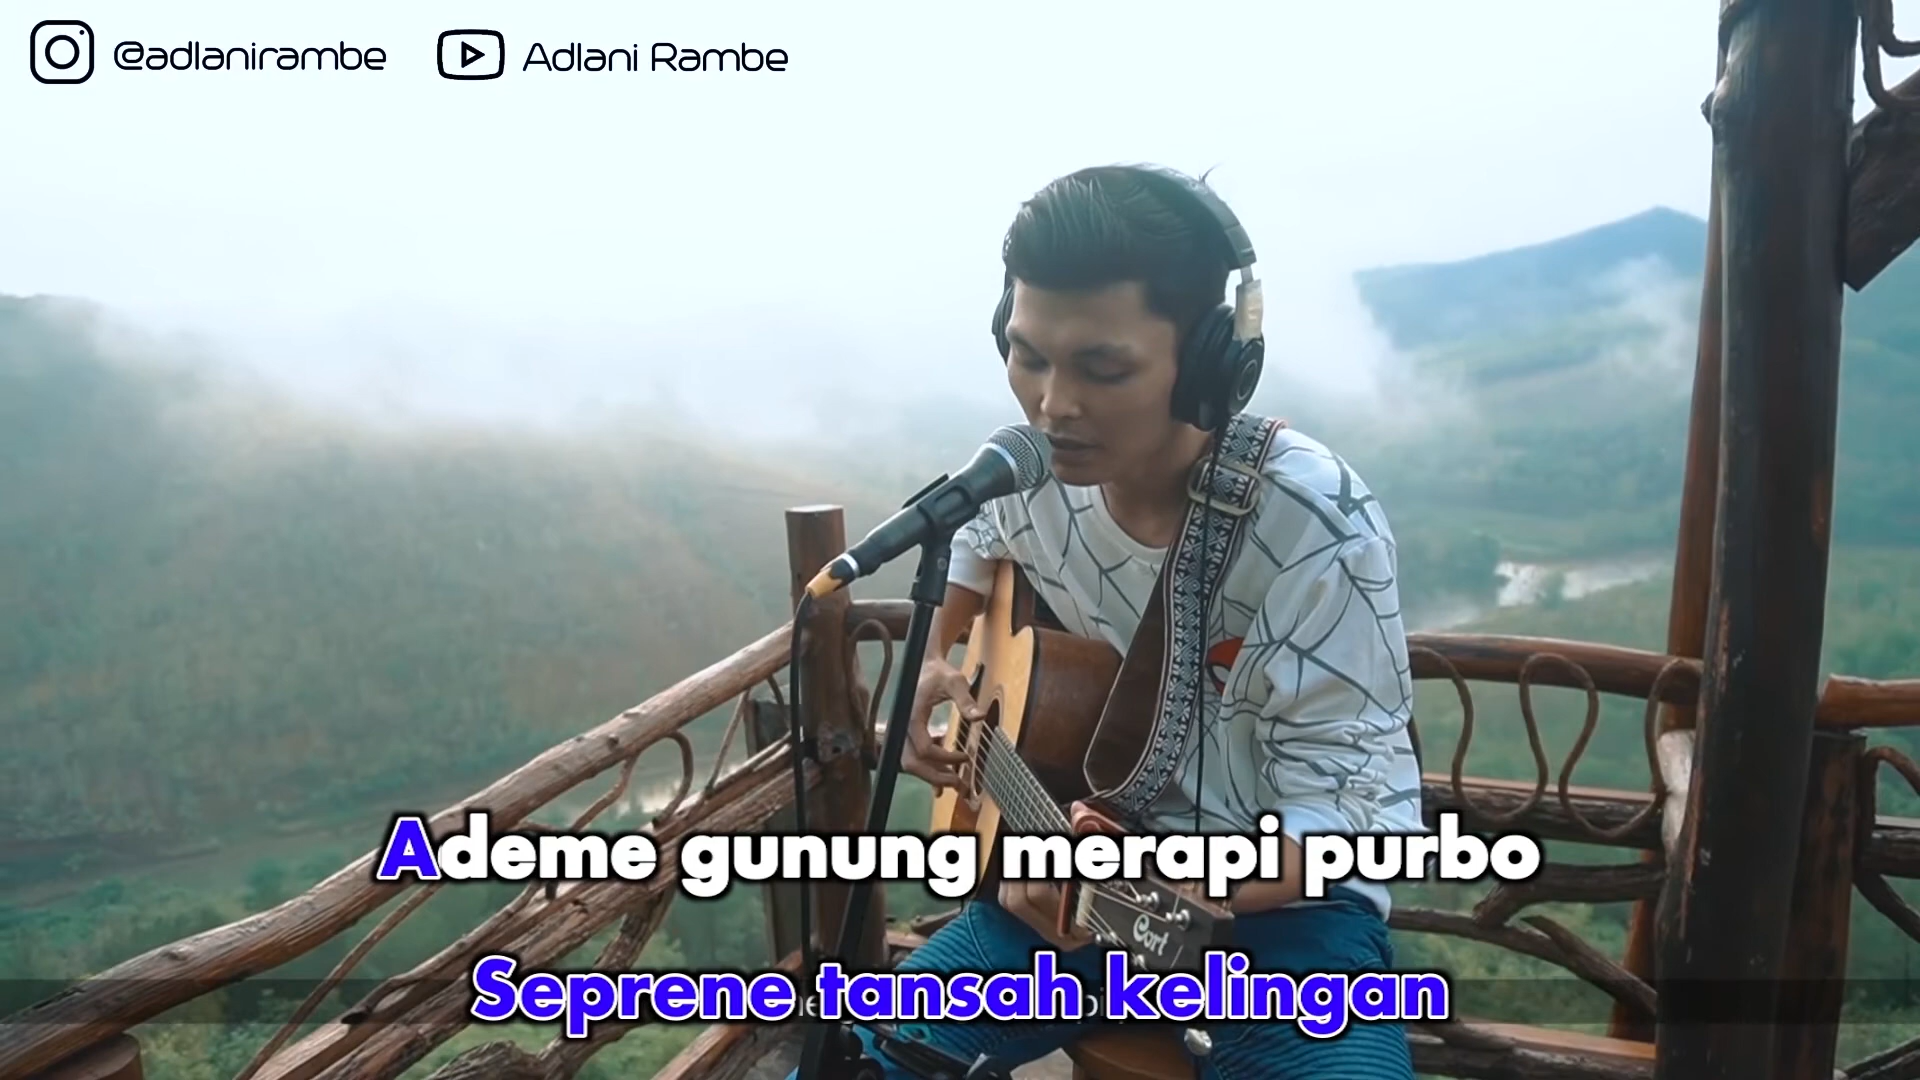 @adlanirambe
Adlani Rambe
Ademe gunung merapi purbo
Seprene tansah kelingan
Cort